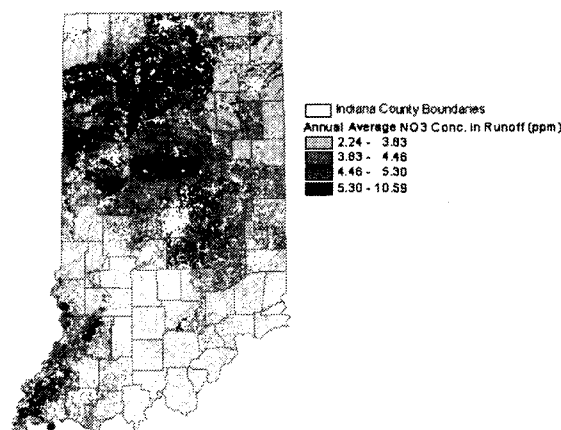 Indiana County Boundaries
Annual Average NO3 Conc. in Runoff (ppm)
2.24 - 3.83
3.83 - 4.46
4.46 - 5.30
5.30 - 10.59